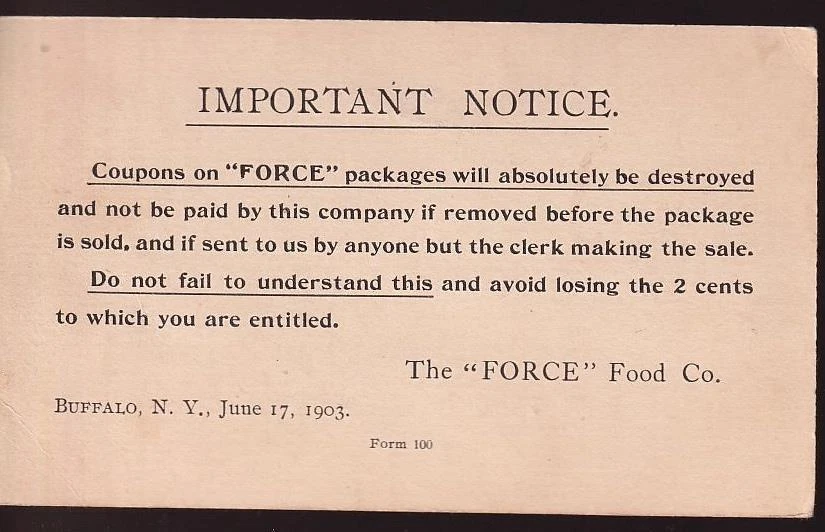 IMPORTANT NOTICE.
Coupons on "FORCE" packages will absolutely be destroyed
and not be paid by this company if removed before the package
is sold, and if sent to us by anyone but the clerk making the sale.
Do not fail to understand this and avoid losing the 2 cents
to which you are entitled.
The "FORCE" Food Co.
BUFFALO, N. Y., June 17, 1903.
Form 100